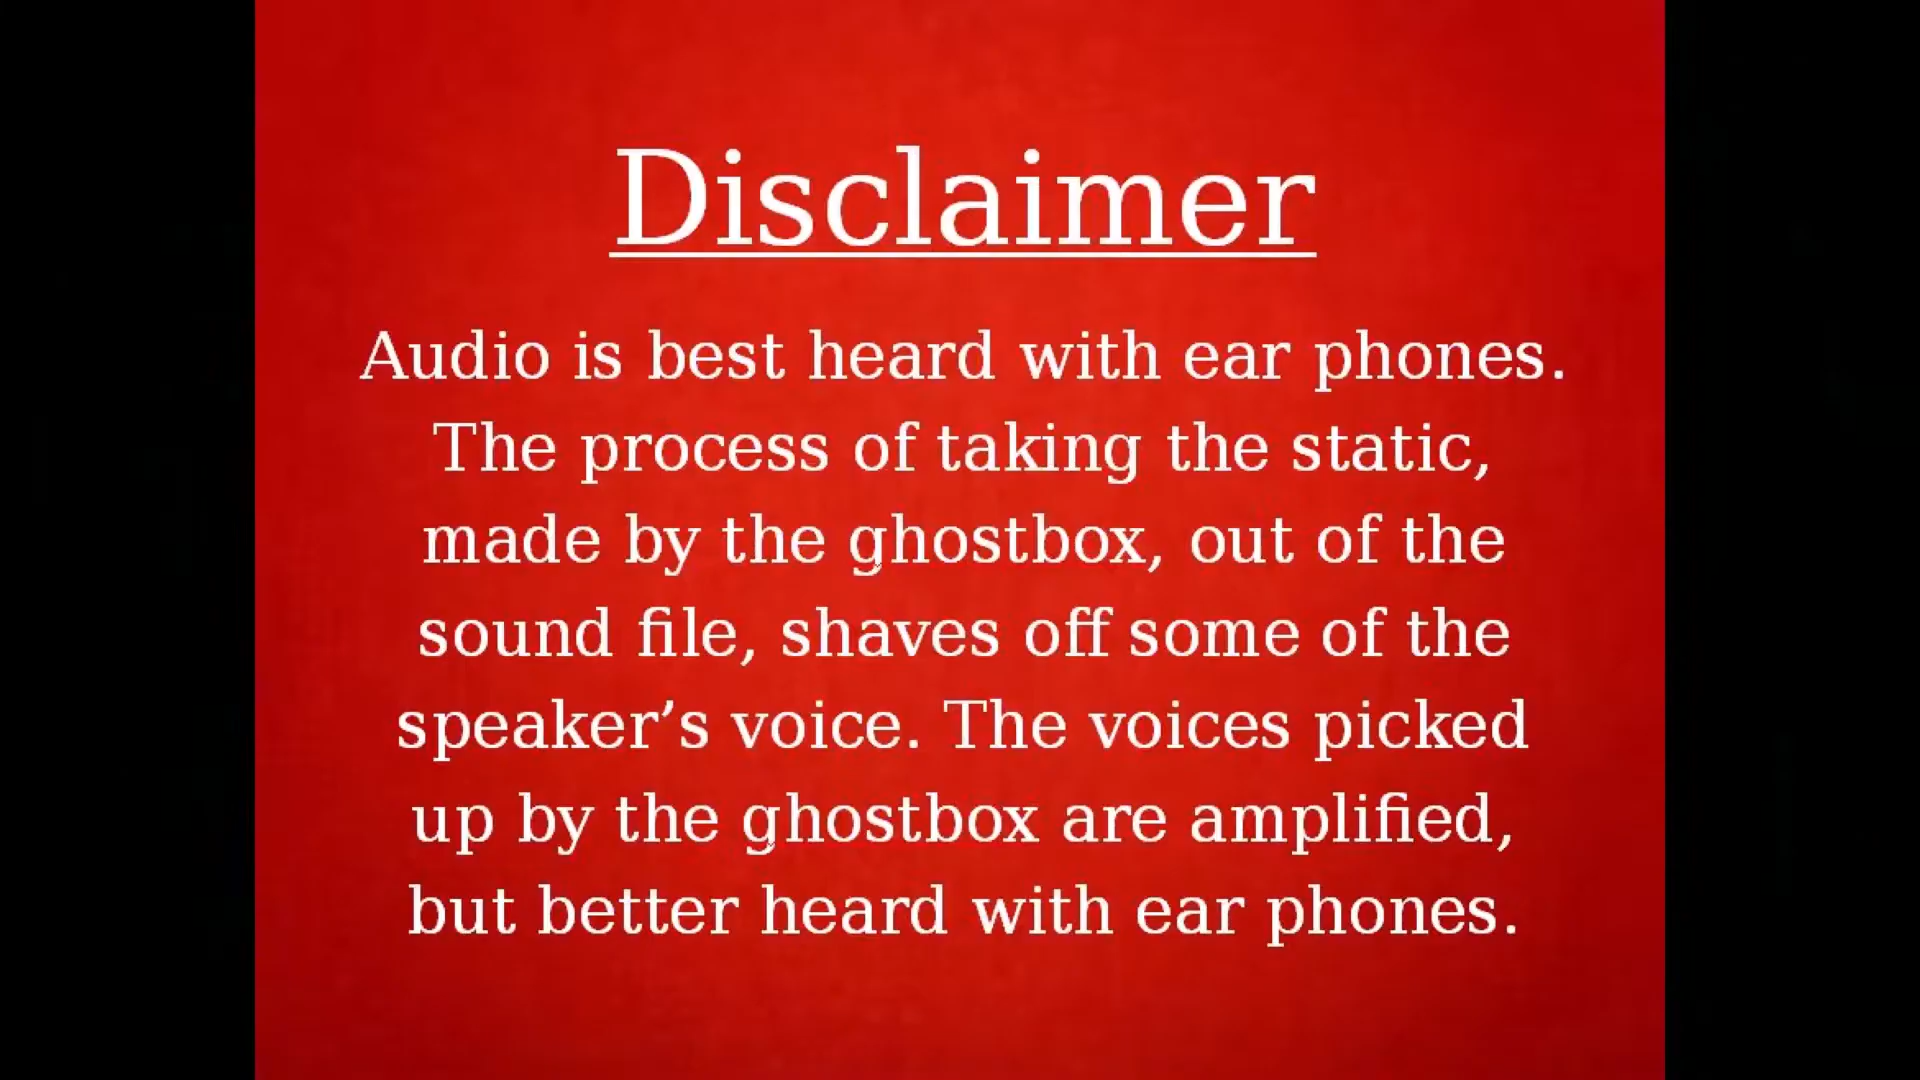 Disclaimer
Audio is best heard with ear phones.
The process of taking the static,
made by the ghostbox, out of the
sound file, shaves off some of the
speaker’s voice. The voices picked
up by the ghostbox are amplified,
but better heard with ear phones.